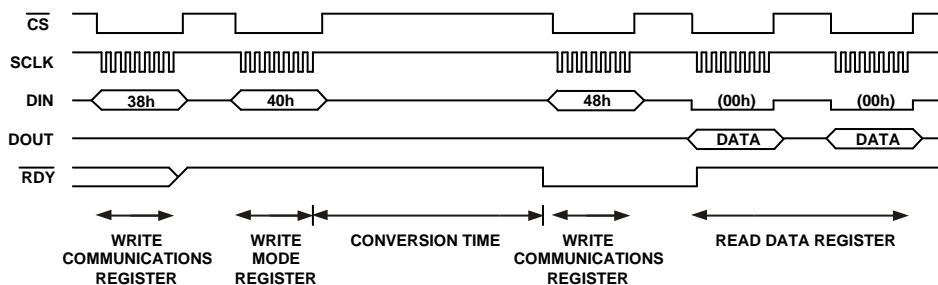 CS
SCLK
DIN
38h
40h
48h
(00h)
(00h)
DOUT
DATA
DATA
RDY
WRITE
COMMUNICATIONS
REGISTER
WRITE
MODE
REGISTER
CONVERSION TIME
WRITE
COMMUNICATIONS
REGISTER
READ DATA REGISTER